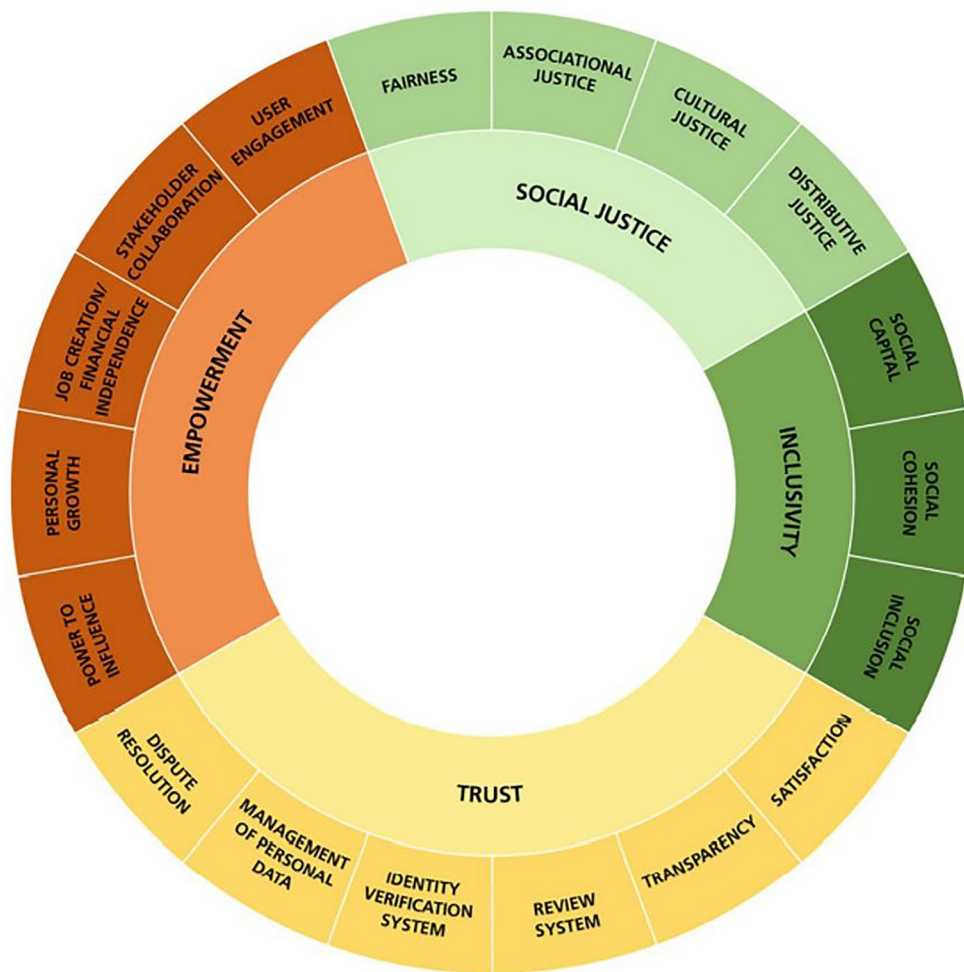 FAIRNESS
ASSOCIATIONAL
JUSTICE
CULTURAL
JUSTICE
DISTRIBUTIVE
JUSTICE
SOCIAL JUSTICE
SOCIAL
CAPITAL
SOCIAL
COHESION
SOCIAL
INCLUSION
INCLUSIVITY
SATISFACTION
TRANSPARENCY
REVIEW
SYSTEM
IDENTITY
VERIFICATION
SYSTEM
MANAGEMENT
OF PERSONAL
DATA
DISPUTE
RESOLUTION
TRUST
POWER TO
INFLUENCE
PERSONAL
GROWTH
JOB CREATION/
FINANCIAL
INDEPENDENCE
STAKEHOLDER
COLLABORATION
USER
ENGAGEMENT
EMPOWERMENT